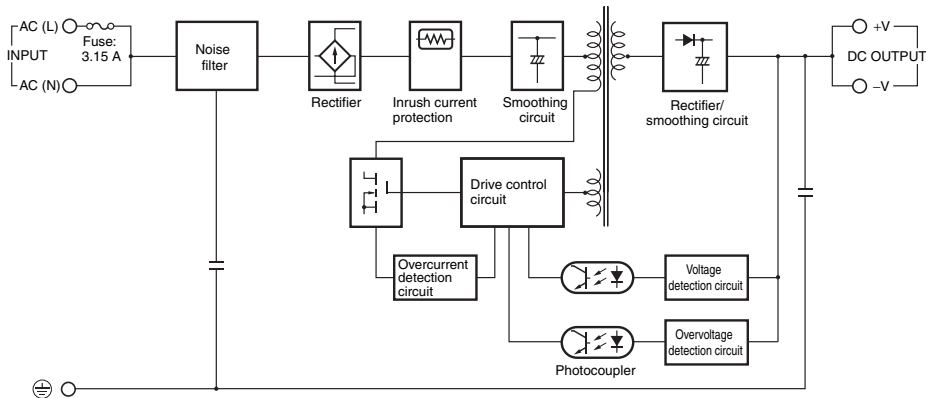 AC (L)
Fuse:
3.15 A
INPUT
AC (N)
Noise
filter
Rectifier
Inrush current
protection
Smoothing
circuit
Rectifier/
smoothing circuit
+V
DC OUTPUT
–V
Drive control
circuit
Overcurrent
detection
circuit
Voltage
detection circuit
Overvoltage
detection circuit
Photocoupler